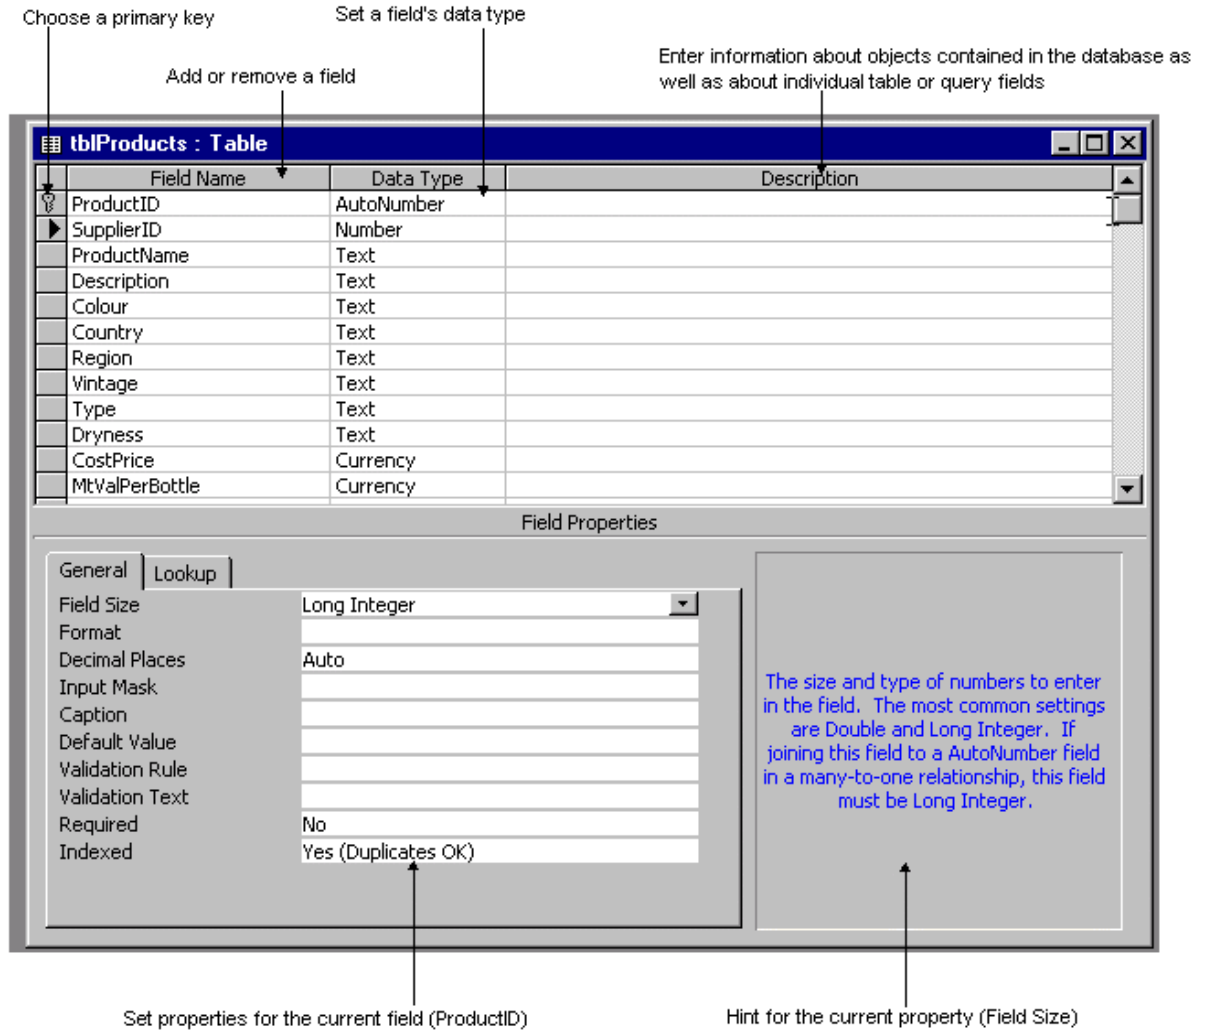 Choose a primary key
Set a field's data type
Add or remove a field
Enter information about objects contained in the database as
well as about individual table or query fields
tblProducts : Table
Field Name Data Type Description
ProductID AutoNumber
SupplierID Number
ProductName Text
Description Text
Colour Text
Country Text
Region Text
Vintage Text
Type Text
Dryness Text
CostPrice Currency
MtValPerBottle Currency
Field Properties
General Lookup
Field Size Long Integer
Format
Decimal Places Auto
Input Mask
Caption
Default Value
Validation Rule
Validation Text
Required No
Indexed Yes (Duplicates OK)
The size and type of numbers to enter
in the field. The most common settings
are Double and Long Integer. If
joining this field to a AutoNumber field
in a many-to-one relationship, this field
must be Long Integer.
Set properties for the current field (ProductID)
Hint for the current property (Field Size)